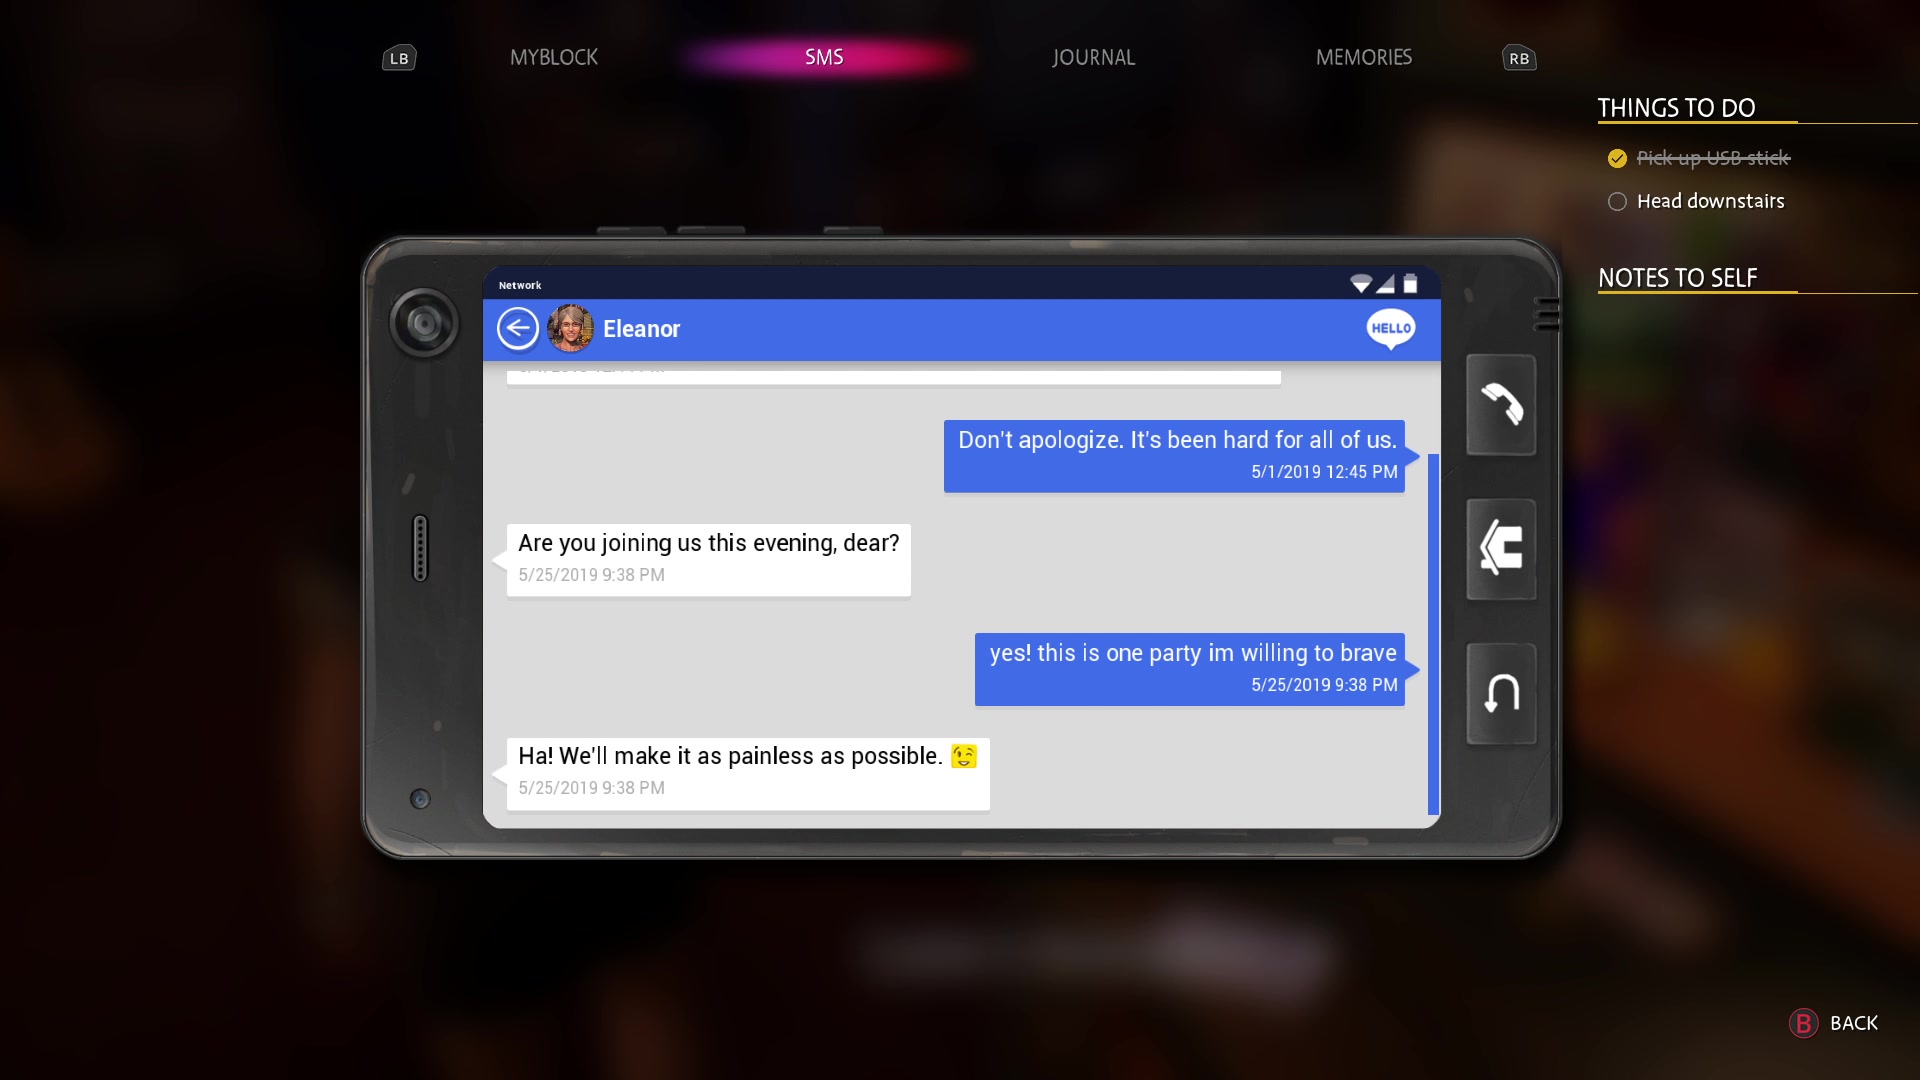 LB
MYBLOCK
SMS
JOURNAL
MEMORIES
RB
THINGS TO DO
Pick up USB stick
Head downstairs
NOTES TO SELF
Network
Eleanor
HELLO
Don't apologize. It's been hard for all of us.
5/1/2019 12:45 PM
Are you joining us this evening, dear?
5/25/2019 9:38 PM
yes! this is one party im willing to brave
5/25/2019 9:38 PM
Ha! We'll make it as painless as possible.
5/25/2019 9:38 PM
B BACK